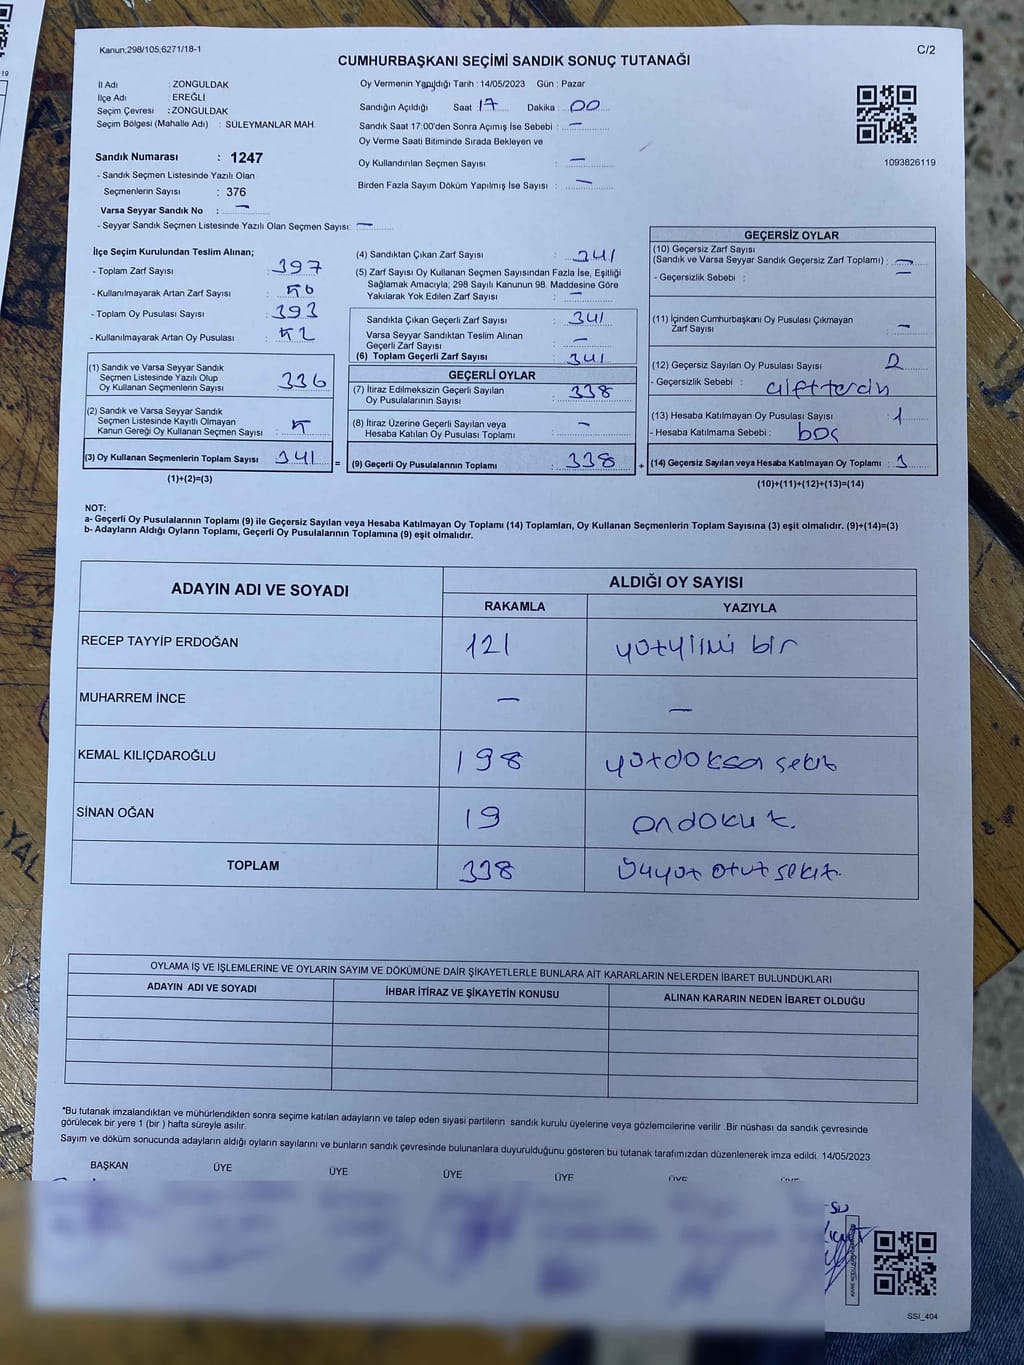 Kanun;298/105;6271/18-1
C/2
CUMHURBAŞKANI SEÇİMİ SANDIK SONUÇ TUTANAĞI
İl Adı : ZONGULDAK
İlçe Adı : EREĞLİ
Seçim Çevresi : ZONGULDAK
Seçim Bölgesi (Mahalle Adı) : SÜLEYMANLAR MAH.
Sandık Numarası : 1247
- Sandık Seçmen Listesinde Yazılı Olan
Seçmenlerin Sayısı : 376
Varsa Seyyar Sandık No : —
- Seyyar Sandık Seçmen Listesinde Yazılı Olan Seçmen Sayısı: —
Oy Vermenin Yapıldığı Tarih : 14/05/2023 Gün : Pazar
Sandığın Açıldığı Saat 17 Dakika : 00
Sandık Saat 17:00'den Sonra Açımış İse Sebebi : —
Oy Verme Saati Bitiminde Sırada Bekleyen ve
Oy Kullandırılan Seçmen Sayısı : —
Birden Fazla Sayım Döküm Yapılmış İse Sayısı : —
1093826119
İlçe Seçim Kurulundan Teslim Alınan;
- Toplam Zarf Sayısı : 397
- Kullanılmayarak Artan Zarf Sayısı : 56
- Toplam Oy Pusulası Sayısı : 393
- Kullanılmayarak Artan Oy Pusulası : 52
(1) Sandık ve Varsa Seyyar Sandık
Seçmen Listesinde Yazılı Olup
Oy Kullanan Seçmenlerin Sayısı : 336
(2) Sandık ve Varsa Seyyar Sandık
Seçmen Listesinde Kayıtlı Olmayan
Kanun Gereği Oy Kullanan Seçmen Sayısı : 5
(3) Oy Kullanan Seçmenlerin Toplam Sayısı : 341
(1)+(2)=(3)
(4) Sandıktan Çıkan Zarf Sayısı : 341
(5) Zarf Sayısı Oy Kullanan Seçmen Sayısından Fazla İse, Eşitliği
Sağlamak Amacıyla; 298 Sayılı Kanunun 98. Maddesine Göre
Yakılarak Yok Edilen Zarf Sayısı : —
Sandıkta Çıkan Geçerli Zarf Sayısı : 341
Varsa Seyyar Sandıktan Teslim Alınan
Geçerli Zarf Sayısı : —
(6) Toplam Geçerli Zarf Sayısı : 341
GEÇERLİ OYLAR
(7) İtiraz Edilmeksizin Geçerli Sayılan
Oy Pusulalarının Sayısı : 338
(8) İtiraz Üzerine Geçerli Sayılan veya
Hesaba Katılan Oy Pusulası Toplamı : —
= (9) Geçerli Oy Pusulalarının Toplamı : 338
GEÇERSİZ OYLAR
(10) Geçersiz Zarf Sayısı
(Sandık ve Varsa Seyyar Sandık Geçersiz Zarf Toplamı) : —
- Geçersizlik Sebebi : —
(11) İçinden Cumhurbaşkanı Oy Pusulası Çıkmayan
Zarf Sayısı : —
(12) Geçersiz Sayılan Oy Pusulası Sayısı : 2
- Geçersizlik Sebebi : çift tercih
(13) Hesaba Katılmayan Oy Pusulası Sayısı : 1
- Hesaba Katılmama Sebebi : boş
+ (14) Geçersiz Sayılan veya Hesaba Katılmayan Oy Toplamı : 3
(10)+(11)+(12)+(13)=(14)
NOT:
a- Geçerli Oy Pusulalarının Toplamı (9) ile Geçersiz Sayılan veya Hesaba Katılmayan Oy Toplamı (14) Toplamları, Oy Kullanan Seçmenlerin Toplam Sayısına (3) eşit olmalıdır. (9)+(14)=(3)
b- Adayların Aldığı Oyların Toplamı, Geçerli Oy Pusulalarının Toplamına (9) eşit olmalıdır.
ADAYIN ADI VE SOYADI
ALDIĞI OY SAYISI
RAKAMLA YAZIYLA
RECEP TAYYİP ERDOĞAN 121 yüzyirmi bir
MUHARREM İNCE — —
KEMAL KILIÇDAROĞLU 198 yüzdoksan sekiz
SİNAN OĞAN 19 ondokuz.
TOPLAM 338 Üçyüz otuz sekiz.
OYLAMA İŞ VE İŞLEMLERİNE VE OYLARIN SAYIM VE DÖKÜMÜNE DAİR ŞİKAYETLERLE BUNLARA AİT KARARLARIN NELERDEN İBARET BULUNDUKLARI
ADAYIN ADI VE SOYADI İHBAR İTİRAZ VE ŞİKAYETİN KONUSU ALINAN KARARIN NEDEN İBARET OLDUĞU
"Bu tutanak imzalandıktan ve mühürlendikten sonra seçime katılan adayların ve talep eden siyasi partilerin sandık kurulu üyelerine veya gözlemcilerine verilir .Bir nüshası da sandık çevresinde
görülecek bir yere 1 (bir ) hafta süreyle asılır.
Sayım ve döküm sonucunda adayların aldığı oyların sayılarını ve bunların sandık çevresinde bulunanlara duyurulduğunu gösteren bu tutanak tarafımızdan düzenlenerek imza edildi. 14/05/2023
BAŞKAN ÜYE ÜYE ÜYE ÜYE ÜYE ÜYE
SSI_404